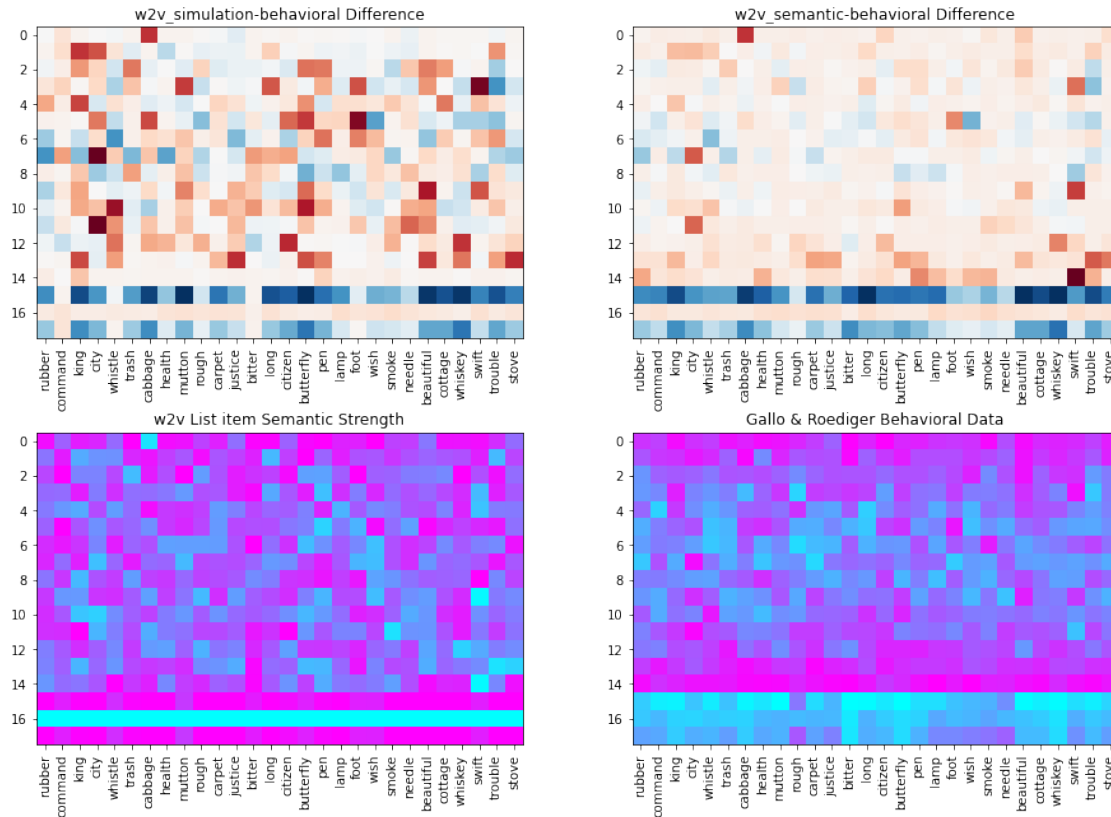 w2v_simulation-behavioral Difference
0
2
4
6
8
10
12
14
16
rubber
command
king
city
whistle
trash
cabbage
health
mutton
rough
carpet
justice
bitter
long
citizen
butterfly
pen
lamp
foot
wish
smoke
needle
beautiful
cottage
whiskey
swift
trouble
stove
w2v_semantic-behavioral Difference
0
2
4
6
8
10
12
14
16
rubber
command
king
city
whistle
trash
cabbage
health
mutton
rough
carpet
justice
bitter
long
citizen
butterfly
pen
lamp
foot
wish
smoke
needle
beautiful
cottage
whiskey
swift
trouble
w2v List item Semantic Strength
0
2
4
6
8
10
12
14
16
rubber
command
king
city
whistle
trash
cabbage
health
mutton
rough
carpet
justice
bitter
long
citizen
butterfly
pen
lamp
foot
wish
smoke
needle
beautiful
cottage
whiskey
swift
trouble
stove
Gallo & Roediger Behavioral Data
0
2
4
6
8
10
12
14
16
rubber
command
king
city
whistle
trash
cabbage
health
mutton
rough
carpet
justice
bitter
long
citizen
butterfly
pen
lamp
foot
wish
smoke
needle
beautiful
cottage
whiskey
swift
trouble